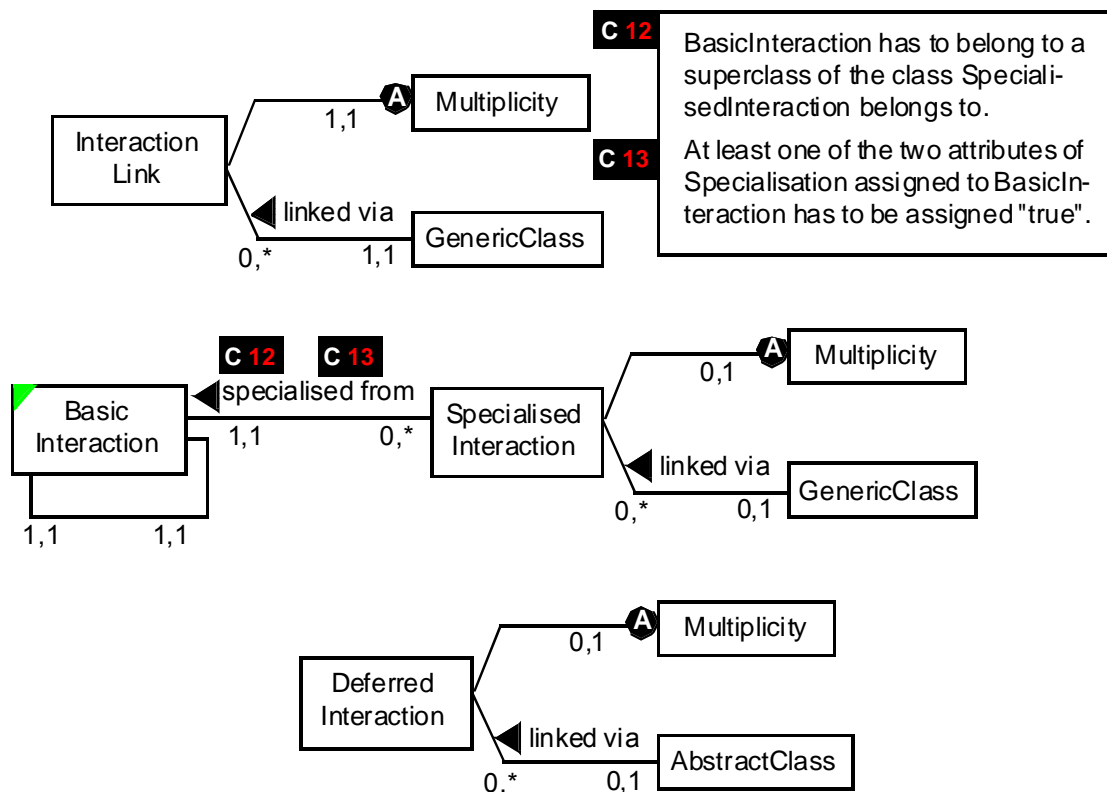 C 12
BasicInteraction has to belong to a
superclass of the class Speciali-
sedInteraction belongs to.
C 13
At least one of the two attributes of
Specialisation assigned to BasicIn-
teraction has to be assigned "true".
A
Multiplicity
1,1
Interaction
Link
linked via
GenericClass
0,*
1,1
C 12
C 13
specialised from
Basic
Interaction
1,1
0,*
1,1
1,1
Specialised
Interaction
A
Multiplicity
0,1
linked via
GenericClass
0,*
0,1
A
Multiplicity
0,1
Deferred
Interaction
linked via
AbstractClass
0,*
0,1